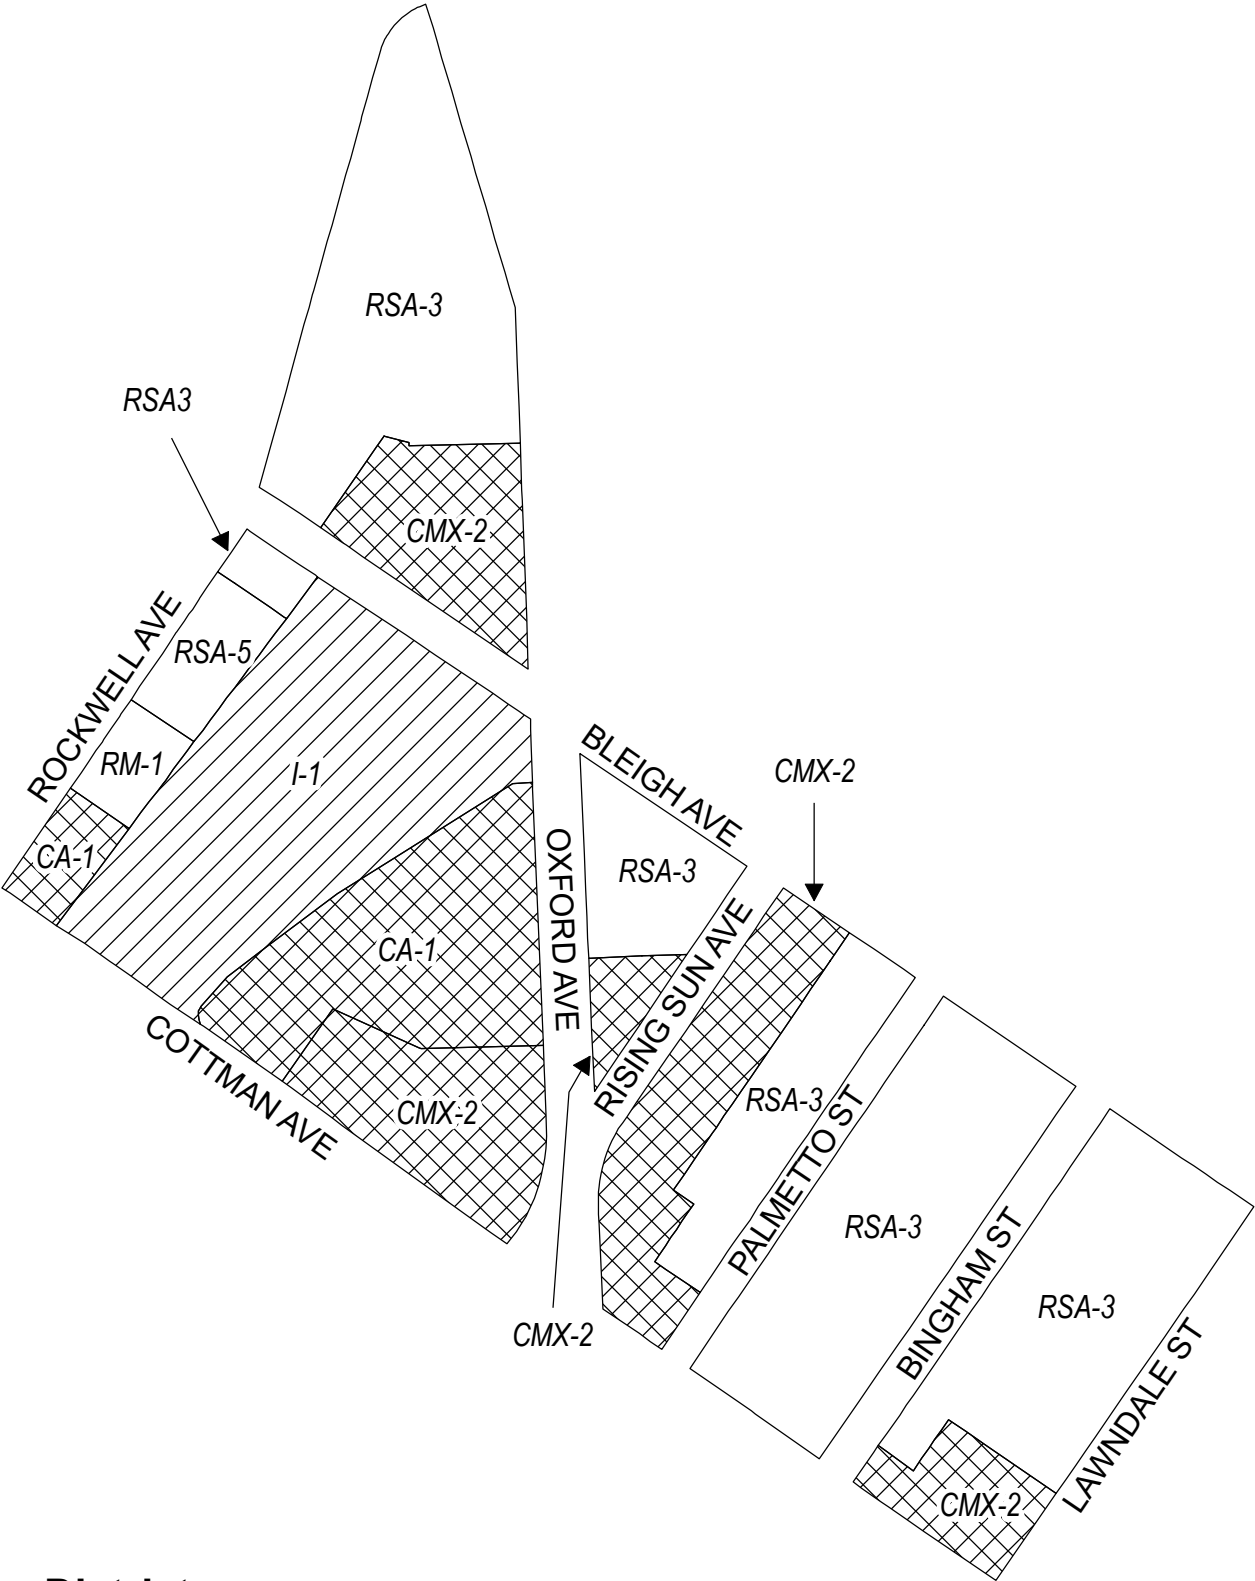 RSA-3
RSA3
CMX-2
ROCKWELL AVE
RSA-5
RM-1
I-1
CA-1
BLEIGH AVE
CMX-2
OXFORD AVE
RSA-3
CA-1
RISING SUN AVE
COTTMAN AVE
CMX-2
RSA-3
PALMETTO ST
RSA-3
CMX-2
BINGHAM ST
RSA-3
LAWNDALE ST
CMX-2